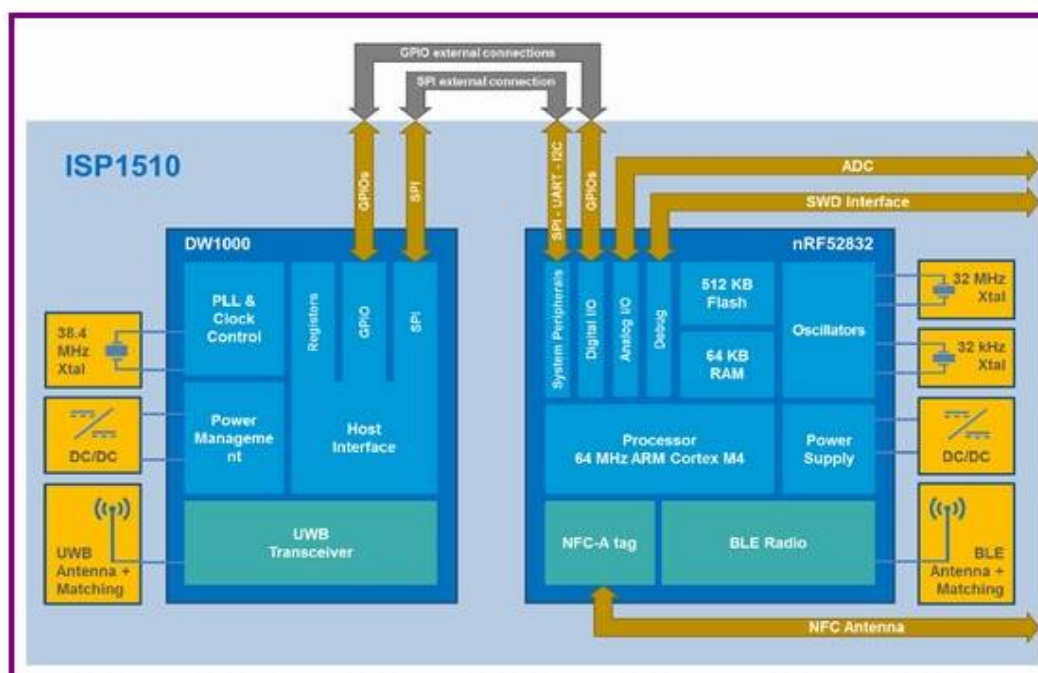 GPIO external connections
SPI external connection
ISP1510
GPIOs
SPI
SPI - UART - I2C
GPIOs
ADC
SWD Interface
DW1000
nRF52832
PLL &
Clock
Control
Registers
GPIO
SPI
System Peripherals
Digital I/O
Analog I/O
Debug
512 KB
Flash
64 KB
RAM
Oscillators
32 MHz
Xtal
32 kHz
Xtal
38.4
MHz
Xtal
DC/DC
Power
Manageme
nt
Host
Interface
Processor
64 MHz ARM Cortex M4
Power
Supply
DC/DC
UWB
Antenna +
Matching
UWB
Transceiver
NFC-A tag
BLE Radio
BLE
Antenna +
Matching
NFC Antenna